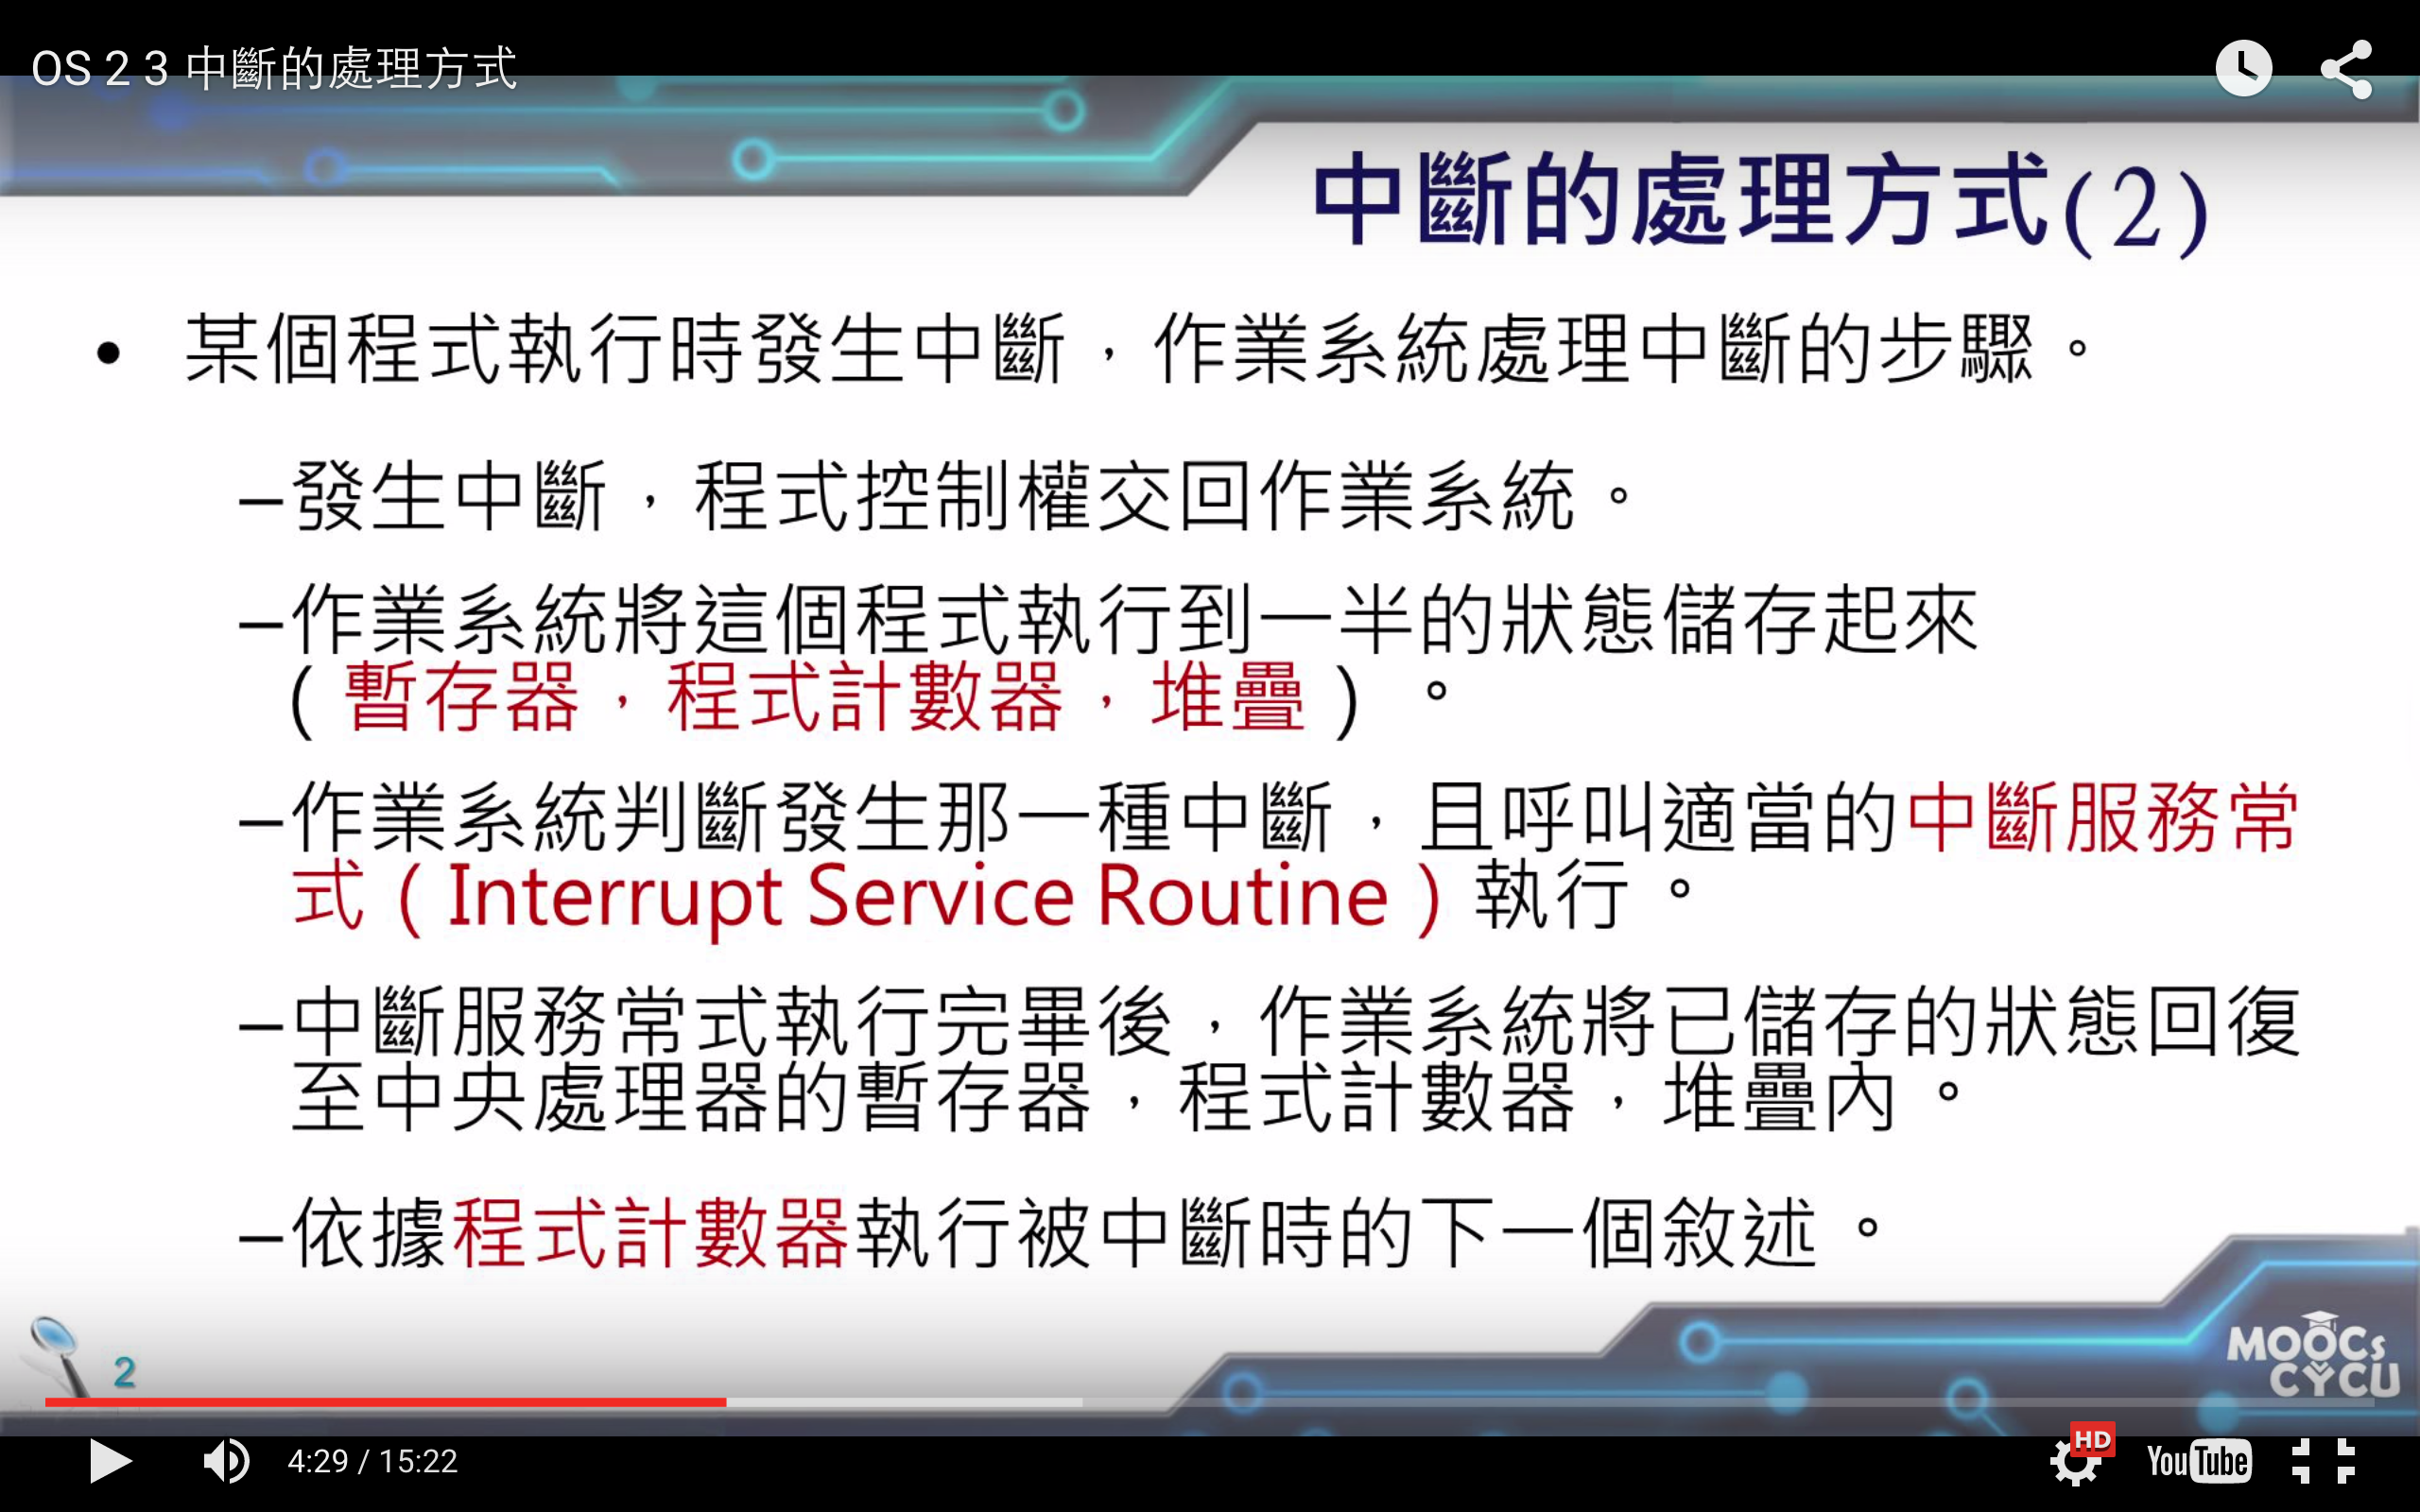 OS 2 3 中斷的處理方式
中斷的處理方式(2)
• 某個程式執行時發生中斷，作業系統處理中斷的步驟。
–發生中斷，程式控制權交回作業系統。
–作業系統將這個程式執行到一半的狀態儲存起來
(暫存器，程式計數器，堆疊)。
–作業系統判斷發生那一種中斷，且呼叫適當的中斷服務常
式(Interrupt Service Routine)執行。
–中斷服務常式執行完畢後，作業系統將已儲存的狀態回復
至中央處理器的暫存器，程式計數器，堆疊內。
–依據程式計數器執行被中斷時的下一個敘述。
2
MOOCs
CYCU
4:29 / 15:22
HD
YouTube